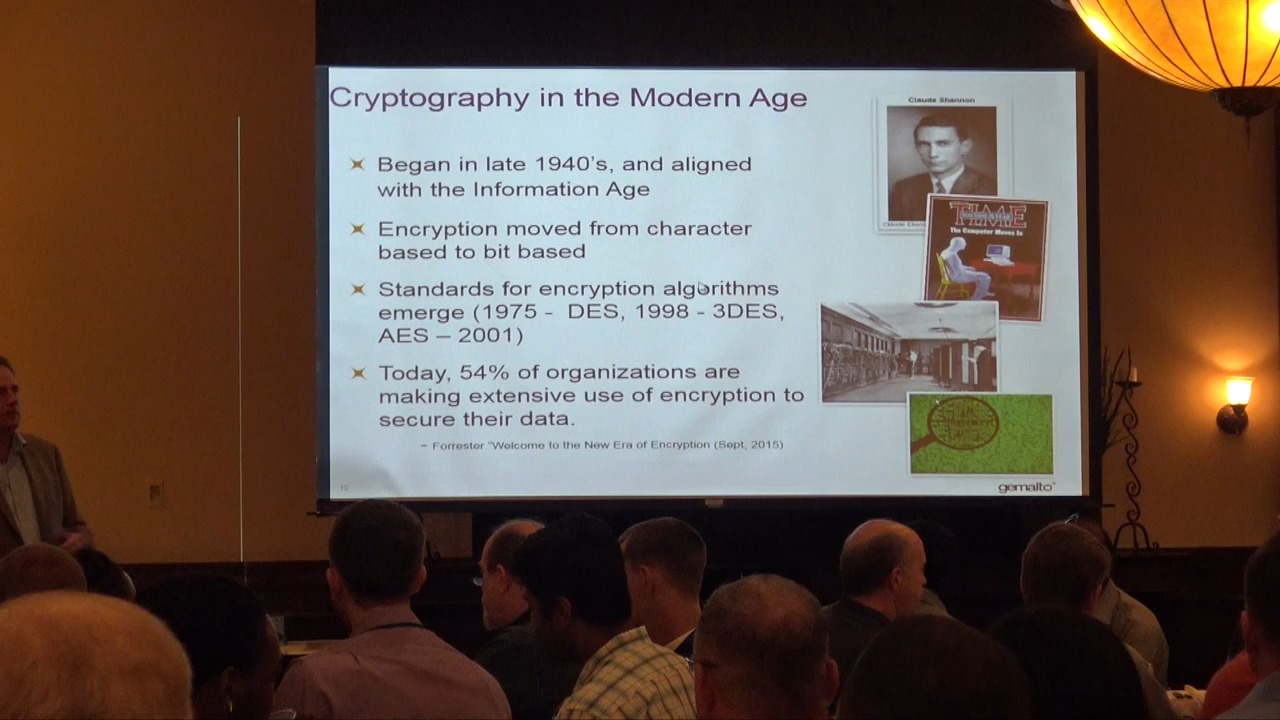 Cryptography in the Modern Age
Began in late 1940's, and aligned
with the Information Age
Encryption moved from character
based to bit based
Standards for encryption algorithms
emerge (1975 - DES, 1998 - 3DES,
AES – 2001)
Today, 54% of organizations are
making extensive use of encryption to
secure their data.
– Forrester "Welcome to the New Era of Encryption (Sept, 2015)
Claude Shannon
TIME
The Computer Moves In
gemalto